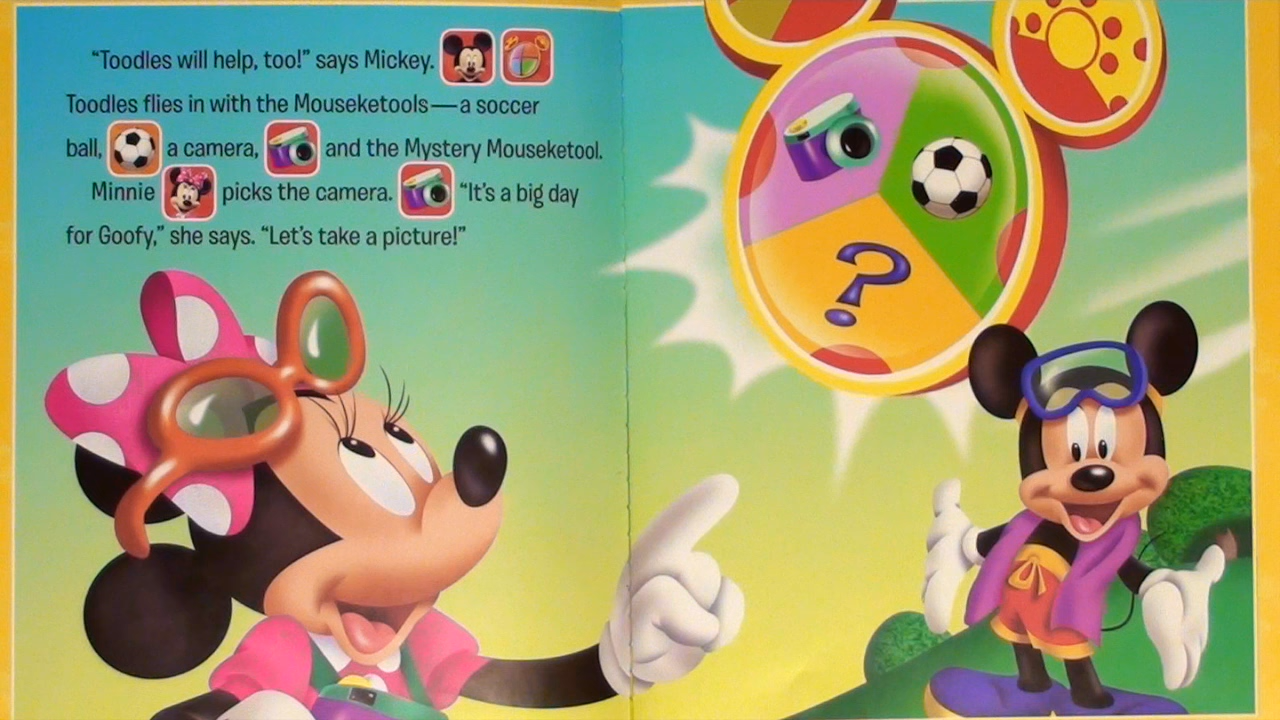 “Toodles will help, too!” says Mickey.
Toodles flies in with the Mouseketools—a soccer
ball, a camera, and the Mystery Mouseketool.
Minnie picks the camera. “It’s a big day
for Goofy,” she says. “Let’s take a picture!”
?